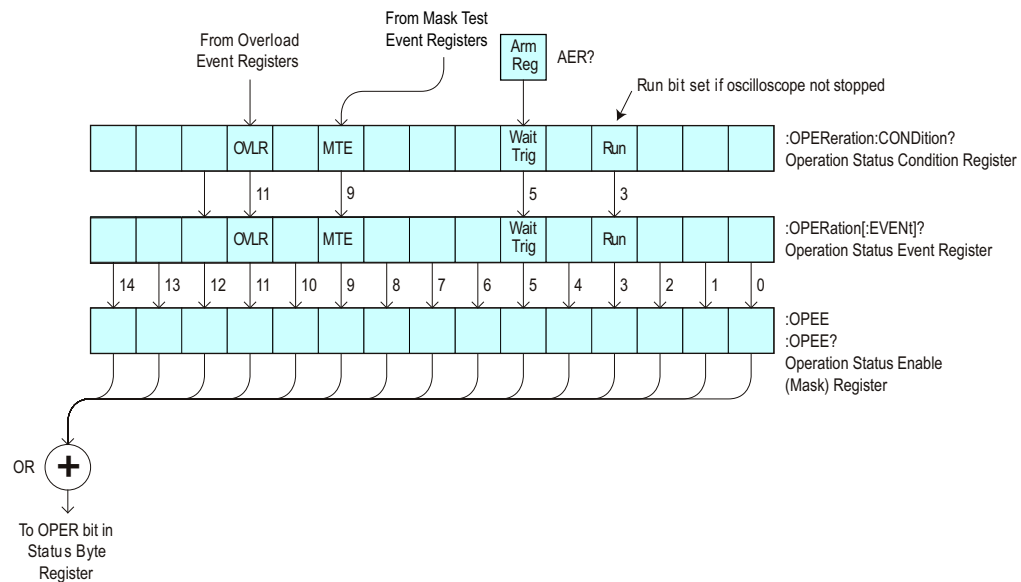 From Mask Test
Event Registers
From Overload
Event Registers
Arm
Reg
AER?
Run bit set if oscilloscope not stopped
OVLR
MTE
Wait
Trig
Run
:OPEReration:CONDition?
Operation Status Condition Register
11
9
5
3
OVLR
MTE
Wait
Trig
Run
:OPERation[:EVENt]?
Operation Status Event Register
14
13
12
11
10
9
8
7
6
5
4
3
2
1
0
:OPEE
:OPEE?
Operation Status Enable
(Mask) Register
OR
+
To OPER bit in
Status Byte
Register